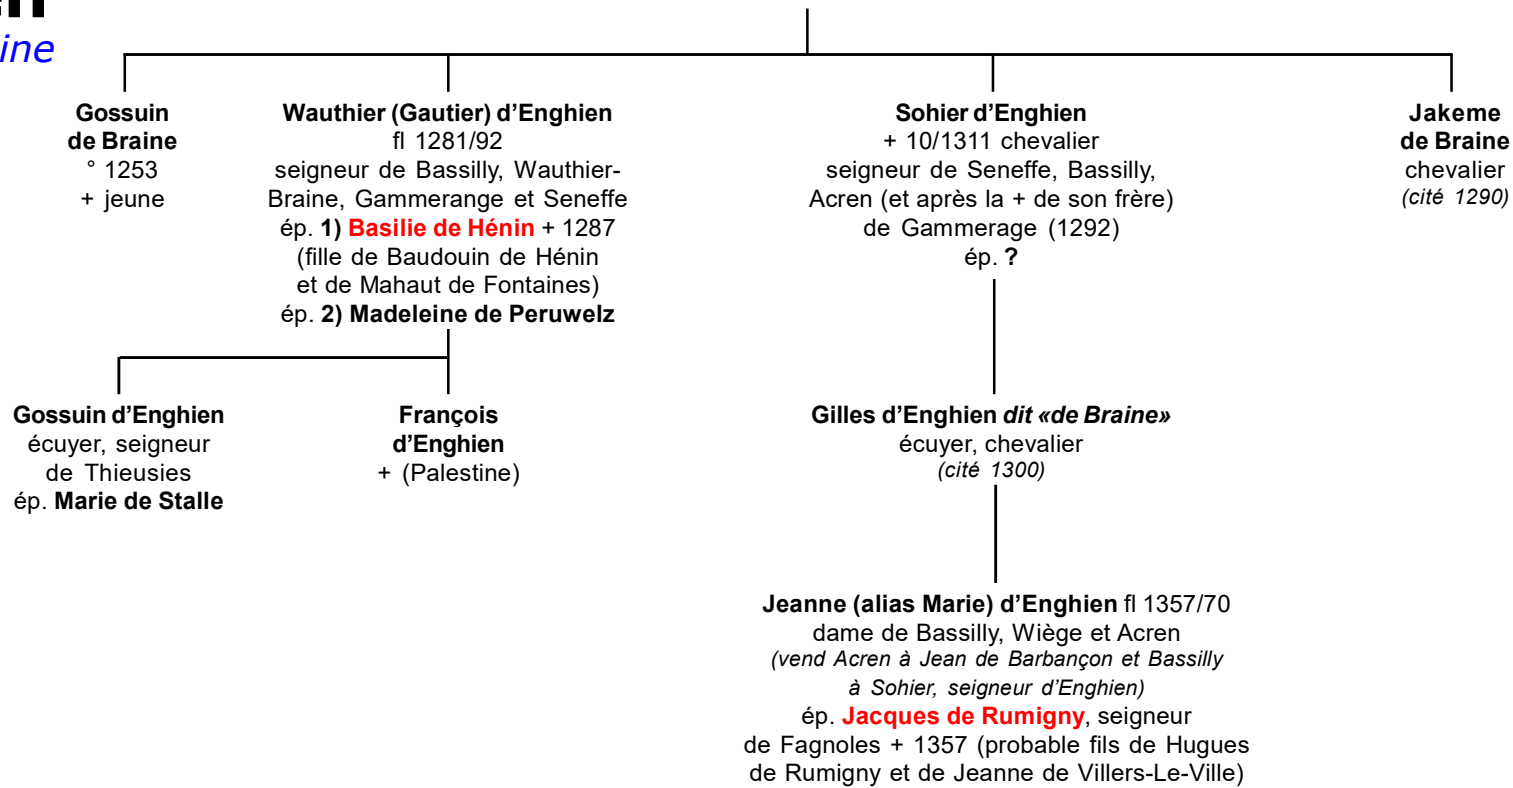 ine
Gossuin
de Braine
° 1253
+ jeune
Wauthier (Gautier) d’Enghien
fl 1281/92
seigneur de Bassilly, Wauthier-
Braine, Gammerange et Seneffe
ép. 1) Basilie de Hénin + 1287
(fille de Baudouin de Hénin
et de Mahaut de Fontaines)
ép. 2) Madeleine de Peruwelz
Sohier d’Enghien
+ 10/1311 chevalier
seigneur de Seneffe, Bassilly,
Acren (et après la + de son frère)
de Gammerage (1292)
ép. ?
Jakeme
de Braine
chevalier
(cité 1290)
Gossuin d’Enghien
écuyer, seigneur
de Thieusies
ép. Marie de Stalle
François
d’Enghien
+ (Palestine)
Gilles d’Enghien dit «de Braine»
écuyer, chevalier
(cité 1300)
Jeanne (alias Marie) d’Enghien fl 1357/70
dame de Bassilly, Wiège et Acren
(vend Acren à Jean de Barbançon et Bassilly
à Sohier, seigneur d’Enghien)
ép. Jacques de Rumigny, seigneur
de Fagnoles + 1357 (probable fils de Hugues
de Rumigny et de Jeanne de Villers-Le-Ville)